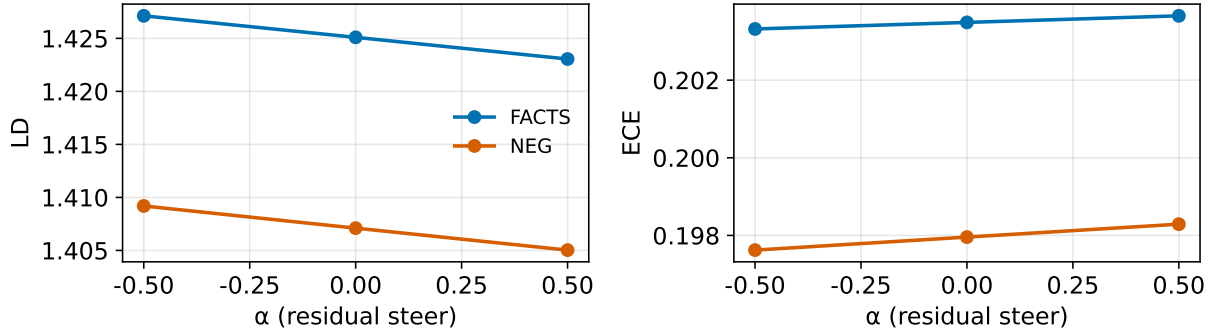 LD
1.425
1.420
1.415
1.410
1.405
-0.50 -0.25 0.00 0.25 0.50
α (residual steer)
FACTS
NEG
ECE
0.202
0.200
0.198
-0.50 -0.25 0.00 0.25 0.50
α (residual steer)